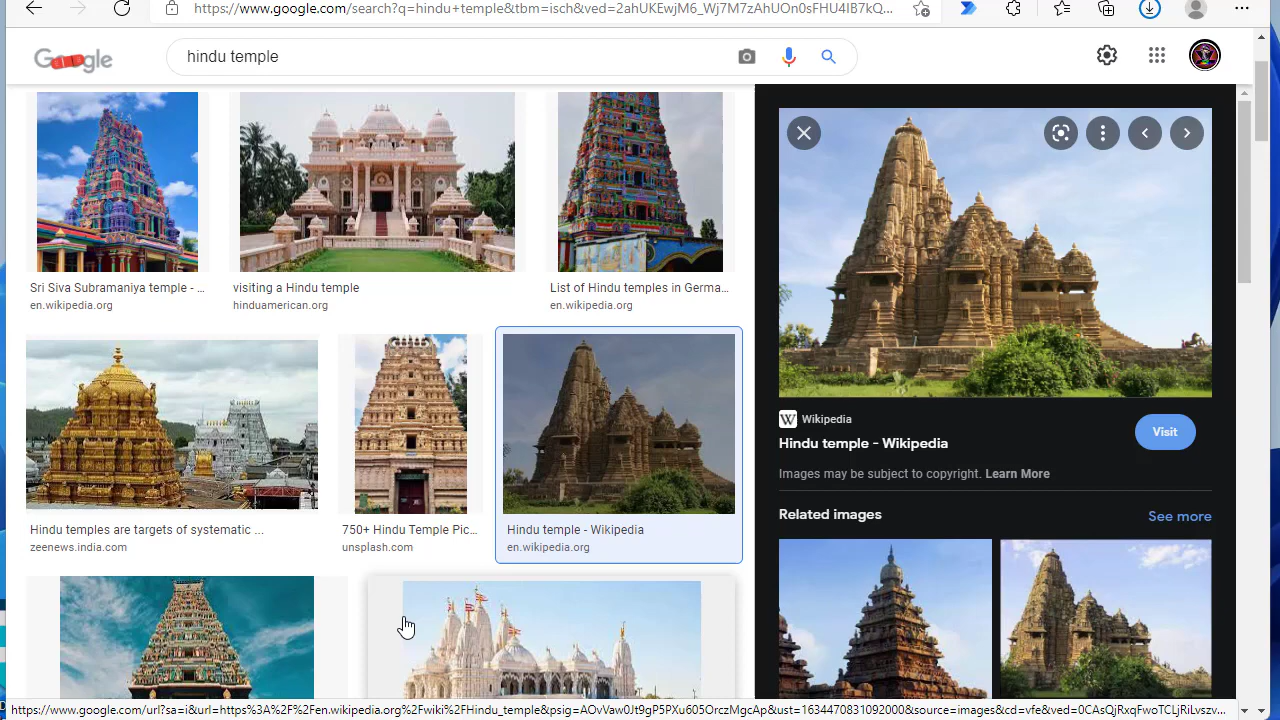 https://www.google.com/search?q=hindu+temple&tbm=isch&ved=2ahUKEwjM6_Wj7M7zAhUOn0sFHU4IB7kQ...
hindu temple
Sri Siva Subramaniya temple - ...
en.wikipedia.org
visiting a Hindu temple
hinduamerican.org
List of Hindu temples in Germa...
en.wikipedia.org
Hindu temples are targets of systematic ...
zeenews.india.com
750+ Hindu Temple Pic...
unsplash.com
Hindu temple - Wikipedia
en.wikipedia.org
W Wikipedia
Hindu temple - Wikipedia
Visit
Images may be subject to copyright. Learn More
Related images
See more
https://www.google.com/url?sa=i&url=https%3A%2F%2Fen.wikipedia.org%2Fwiki%2FHindu_temple&psig=AOvVaw0Jt9gP5PXu605OrczMgcAp&ust=1634470831092000&source=images&cd=vfe&ved=0CAsQjRxqFwoTCLjRiLvszv...